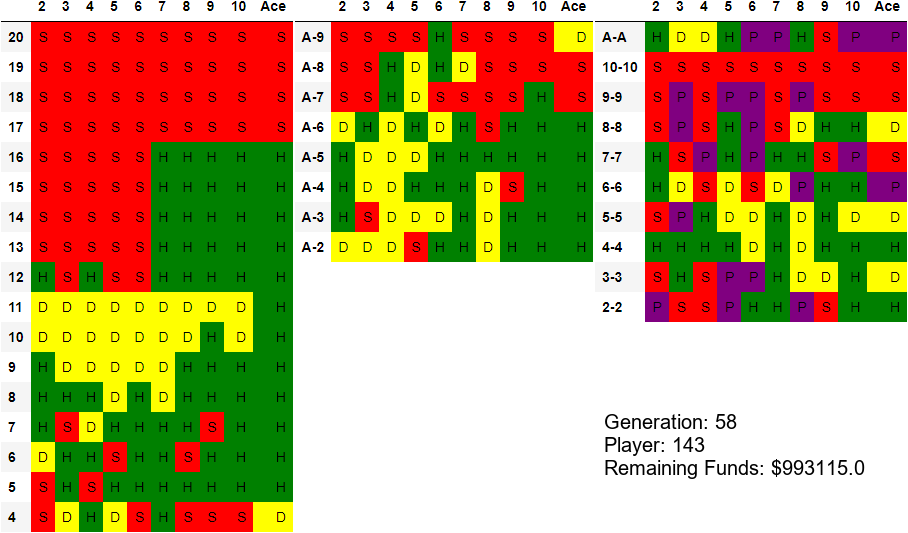 2 3 4 5 6 7 8 9 10 Ace
20 S S S S S S S S S S
19 S S S S S S S S S S
18 S S S S S S S S S S
17 S S S S S S S S S S
16 S S S S S H H H H H
15 S S S S S H H H H H
14 S S S S S H H H H H
13 S S S S S H H H H H
12 H S H S S H H H H H
11 D D D D D D D D D H
10 D D D D D D D H D H
9 H D D D D D H H H H
8 H H H D H D H H H H
7 H S D H H H H S H H
6 D H H S H H S H H H
5 S H S H H H H H H H
4 S D H D S H S S S D
2 3 4 5 6 7 8 9 10 Ace
A-9 S S S S H S S S S D
A-8 S S H D H D S S S S
A-7 S S H D S S S S H S
A-6 D H D H D H S H H H
A-5 H D D D H H H H H H
A-4 H D D H H H D S H H
A-3 H S D D D H D H H H
A-2 D D D S H H D H H H
2 3 4 5 6 7 8 9 10 Ace
A-A H D D H P P H S P P
10-10 S S S S S S S S S S
9-9 S P S P P S P S S S
8-8 S P S H P S D H H D
7-7 H S P H P H H S P S
6-6 H D S D S D P H H P
5-5 S P H D D H D H D D
4-4 H H H H D H D H H H
3-3 S H S P P H D D H D
2-2 P S S P H H P S H H
Generation: 58
Player: 143
Remaining Funds: $993115.0